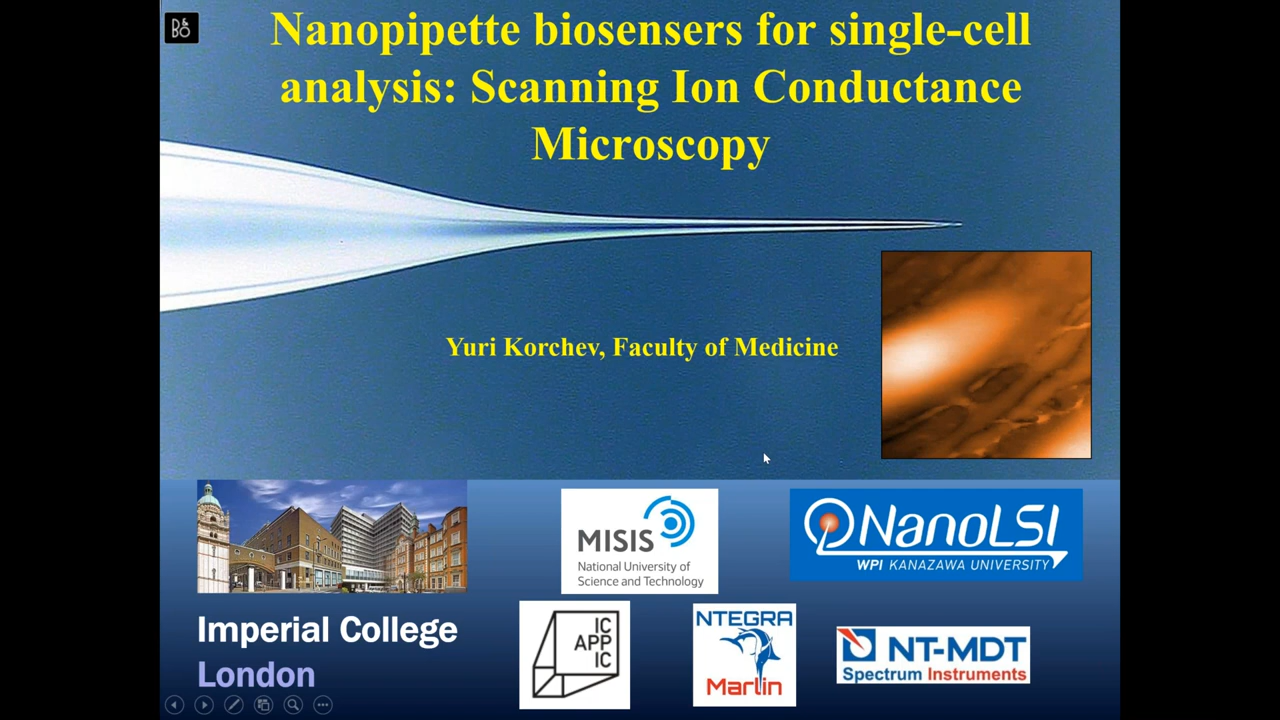 B&O
Nanopipette biosensers for single-cell
analysis: Scanning Ion Conductance
Microscopy
Yuri Korchev, Faculty of Medicine
MISIS
National University of
Science and Technology
NanoLSI
WPI KANAZAWA UNIVERSITY
Imperial College
London
IC
APP
IC
NTEGRA
Marlin
NT-MDT
Spectrum Instruments